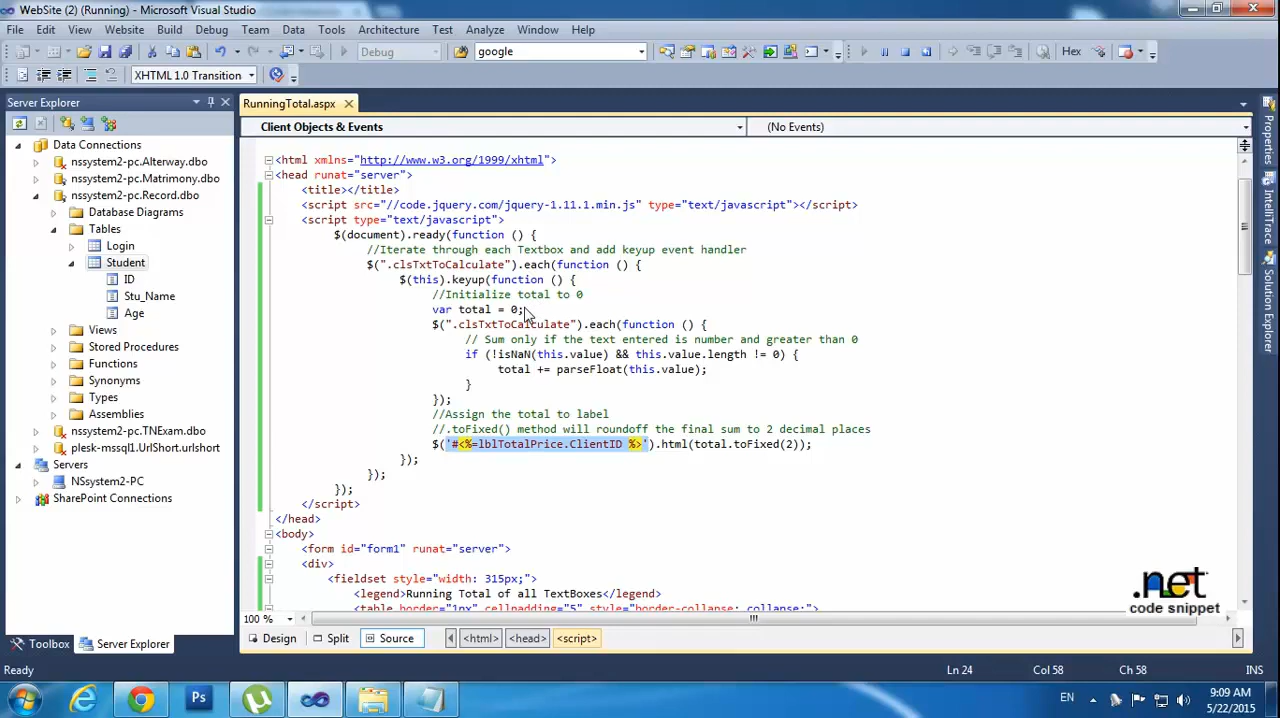 WebSite (2) (Running) - Microsoft Visual Studio
File Edit View Website Build Debug Team Data Tools Architecture Test Analyze Window Help
Debug google Hex
XHTML 1.0 Transition
Server Explorer
RunningTotal.aspx
Client Objects & Events (No Events)
Data Connections
nssystem2-pc.Alterway.dbo
nssystem2-pc.Matrimony.dbo
nssystem2-pc.Record.dbo
Database Diagrams
Tables
Login
Student
ID
Stu_Name
Age
Views
Stored Procedures
Functions
Synonyms
Types
Assemblies
nssystem2-pc.TNExam.dbo
plesk-mssql1.UrlShort.urlshort
Servers
NSsystem2-PC
SharePoint Connections
Toolbox Server Explorer
<html xmlns="http://www.w3.org/1999/xhtml">
<head runat="server">
<title></title>
<script src="//code.jquery.com/jquery-1.11.1.min.js" type="text/javascript"></script>
<script type="text/javascript">
$(document).ready(function () {
//Iterate through each Textbox and add keyup event handler
$(".clsTxtToCalculate").each(function () {
$(this).keyup(function () {
//Initialize total to 0
var total = 0;
$(".clsTxtToCalculate").each(function () {
// Sum only if the text entered is number and greater than 0
if (!isNaN(this.value) && this.value.length != 0) {
total += parseFloat(this.value);
}
});
//Assign the total to label
//.toFixed() method will roundoff the final sum to 2 decimal places
$('#<%=lblTotalPrice.ClientID %>').html(total.toFixed(2));
});
});
});
</script>
</head>
<body>
<form id="form1" runat="server">
<div>
<fieldset style="width: 315px;">
<legend>Running Total of all TextBoxes</legend>
<table border="1px" cellpadding="5" style="border-collapse: collapse;">
.net
code snippet
100 %
Design Split Source <html> <head> <script>
Properties
IntelliTrace
Solution Explorer
Ready Ln 24 Col 58 Ch 58 INS
Ps EN 9:09 AM
5/22/2015